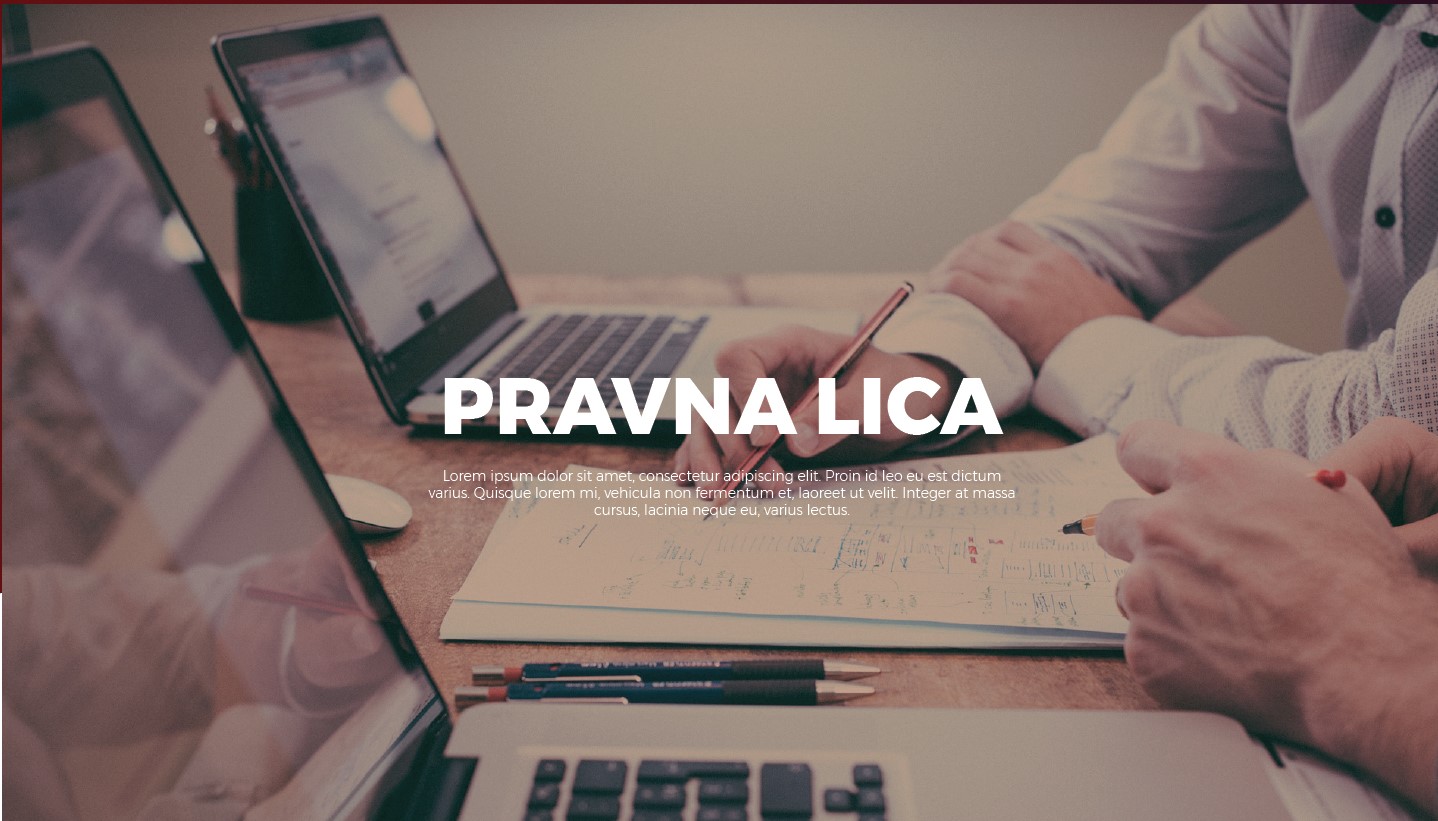 PRAVNA LICA
Lorem ipsum dolor sit amet, consectetur adipiscing elit. Proin id leo eu est dictum
varius. Quisque lorem mi, vehicula non fermentum et, laoreet ut velit. Integer at massa
cursus, lacinia neque eu, varius lectus.